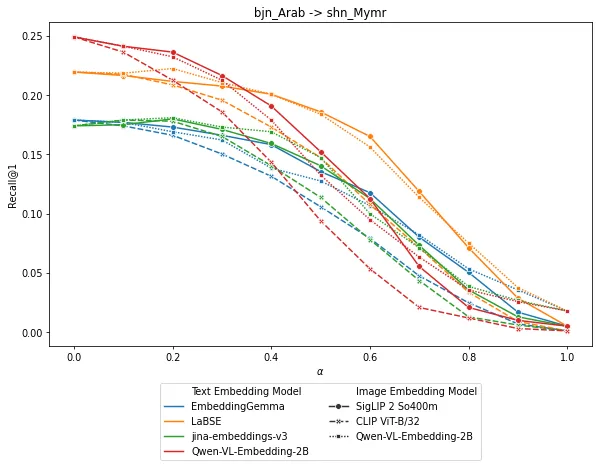 bjn_Arab -> shn_Mymr
Recall@1
0.25
0.20
0.15
0.10
0.05
0.00
0.0 0.2 0.4 0.6 0.8 1.0
α
Text Embedding Model Image Embedding Model
EmbeddingGemma SigLIP 2 So400m
LaBSE CLIP ViT-B/32
jina-embeddings-v3 Qwen-VL-Embedding-2B
Qwen-VL-Embedding-2B